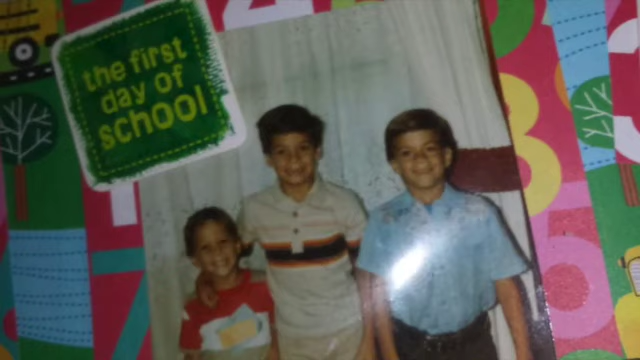 the first
day of
school